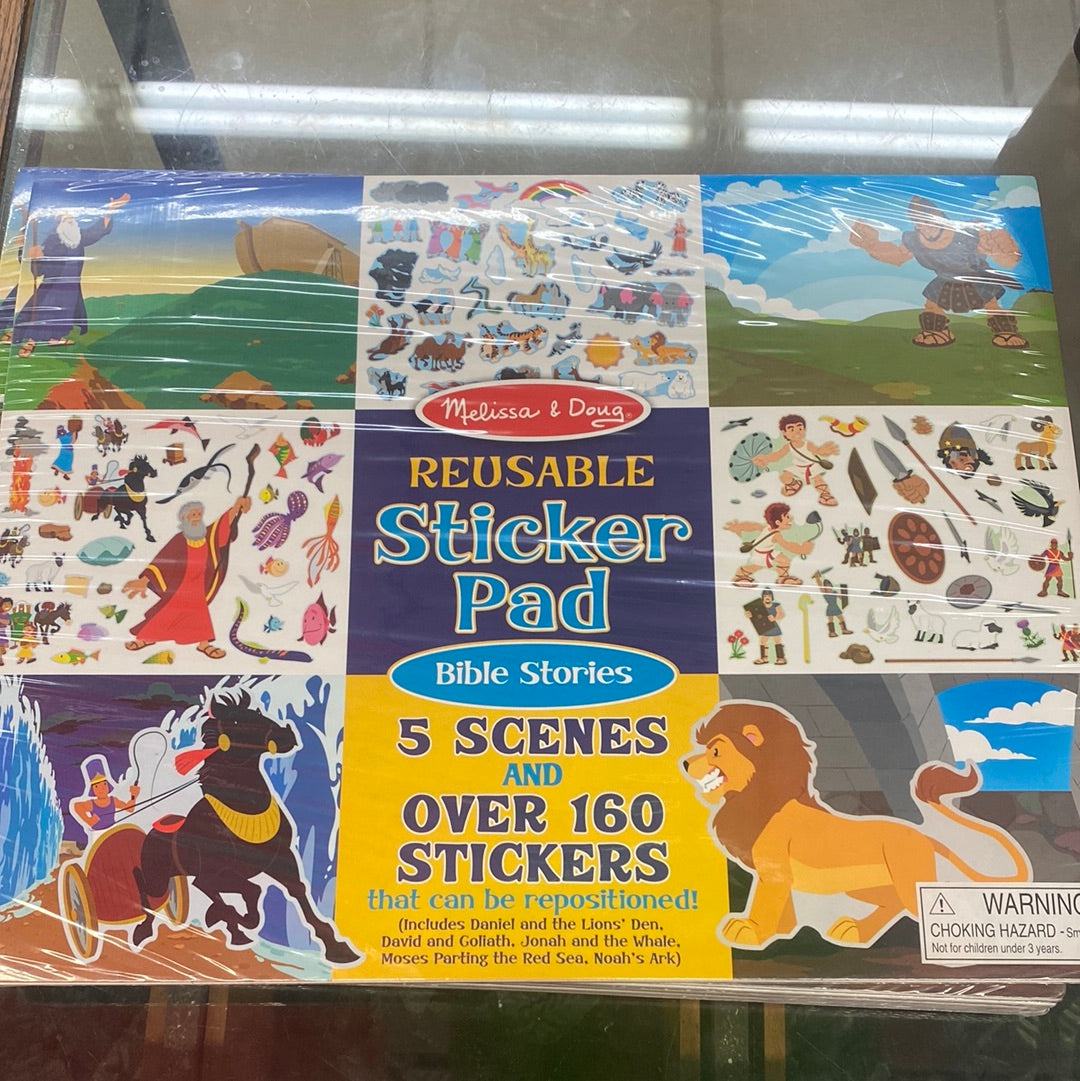 Melissa & Doug®
REUSABLE
Sticker
Pad
Bible Stories
5 SCENES
AND
OVER 160
STICKERS
that can be repositioned!
(Includes Daniel and the Lions' Den,
David and Goliath, Jonah and the Whale,
Moses Parting the Red Sea, Noah's Ark)
WARNING
CHOKING HAZARD - Sm
Not for children under 3 years.